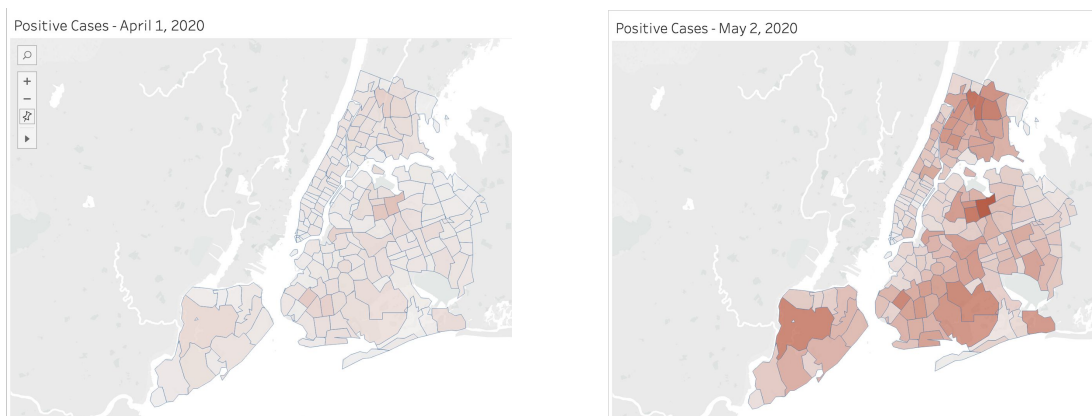 Positive Cases - April 1, 2020
Positive Cases - May 2, 2020